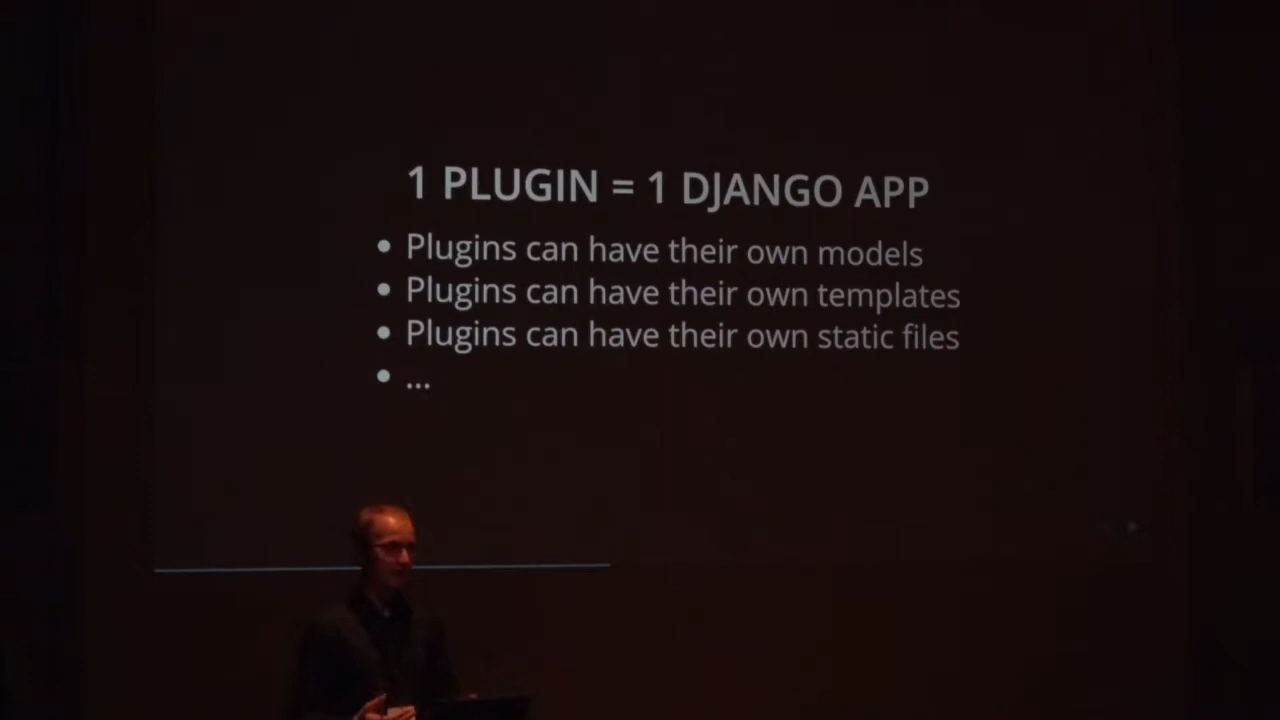 1 PLUGIN = 1 DJANGO APP
• Plugins can have their own models
• Plugins can have their own templates
• Plugins can have their own static files
• ...